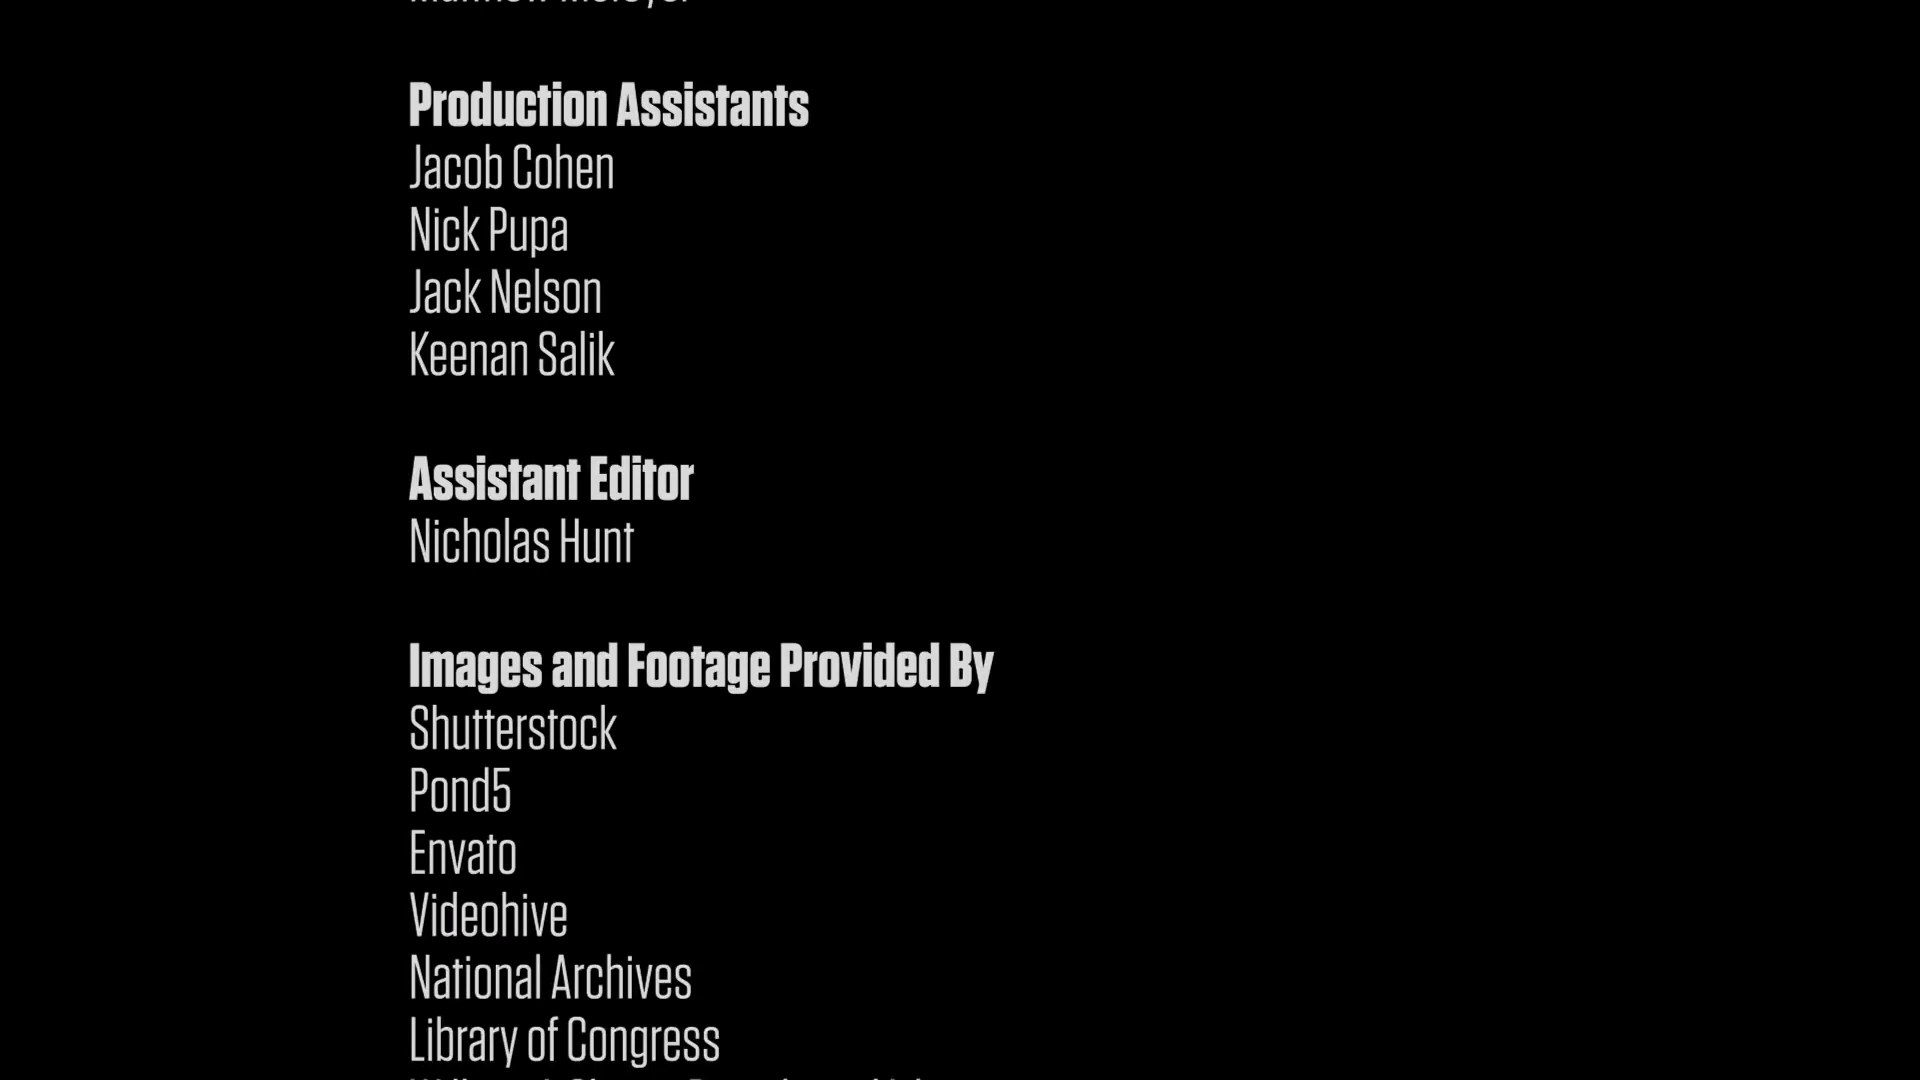 Production Assistants
Jacob Cohen
Nick Pupa
Jack Nelson
Keenan Salik
Assistant Editor
Nicholas Hunt
Images and Footage Provided By
Shutterstock
Pond5
Envato
Videohive
National Archives
Library of Congress